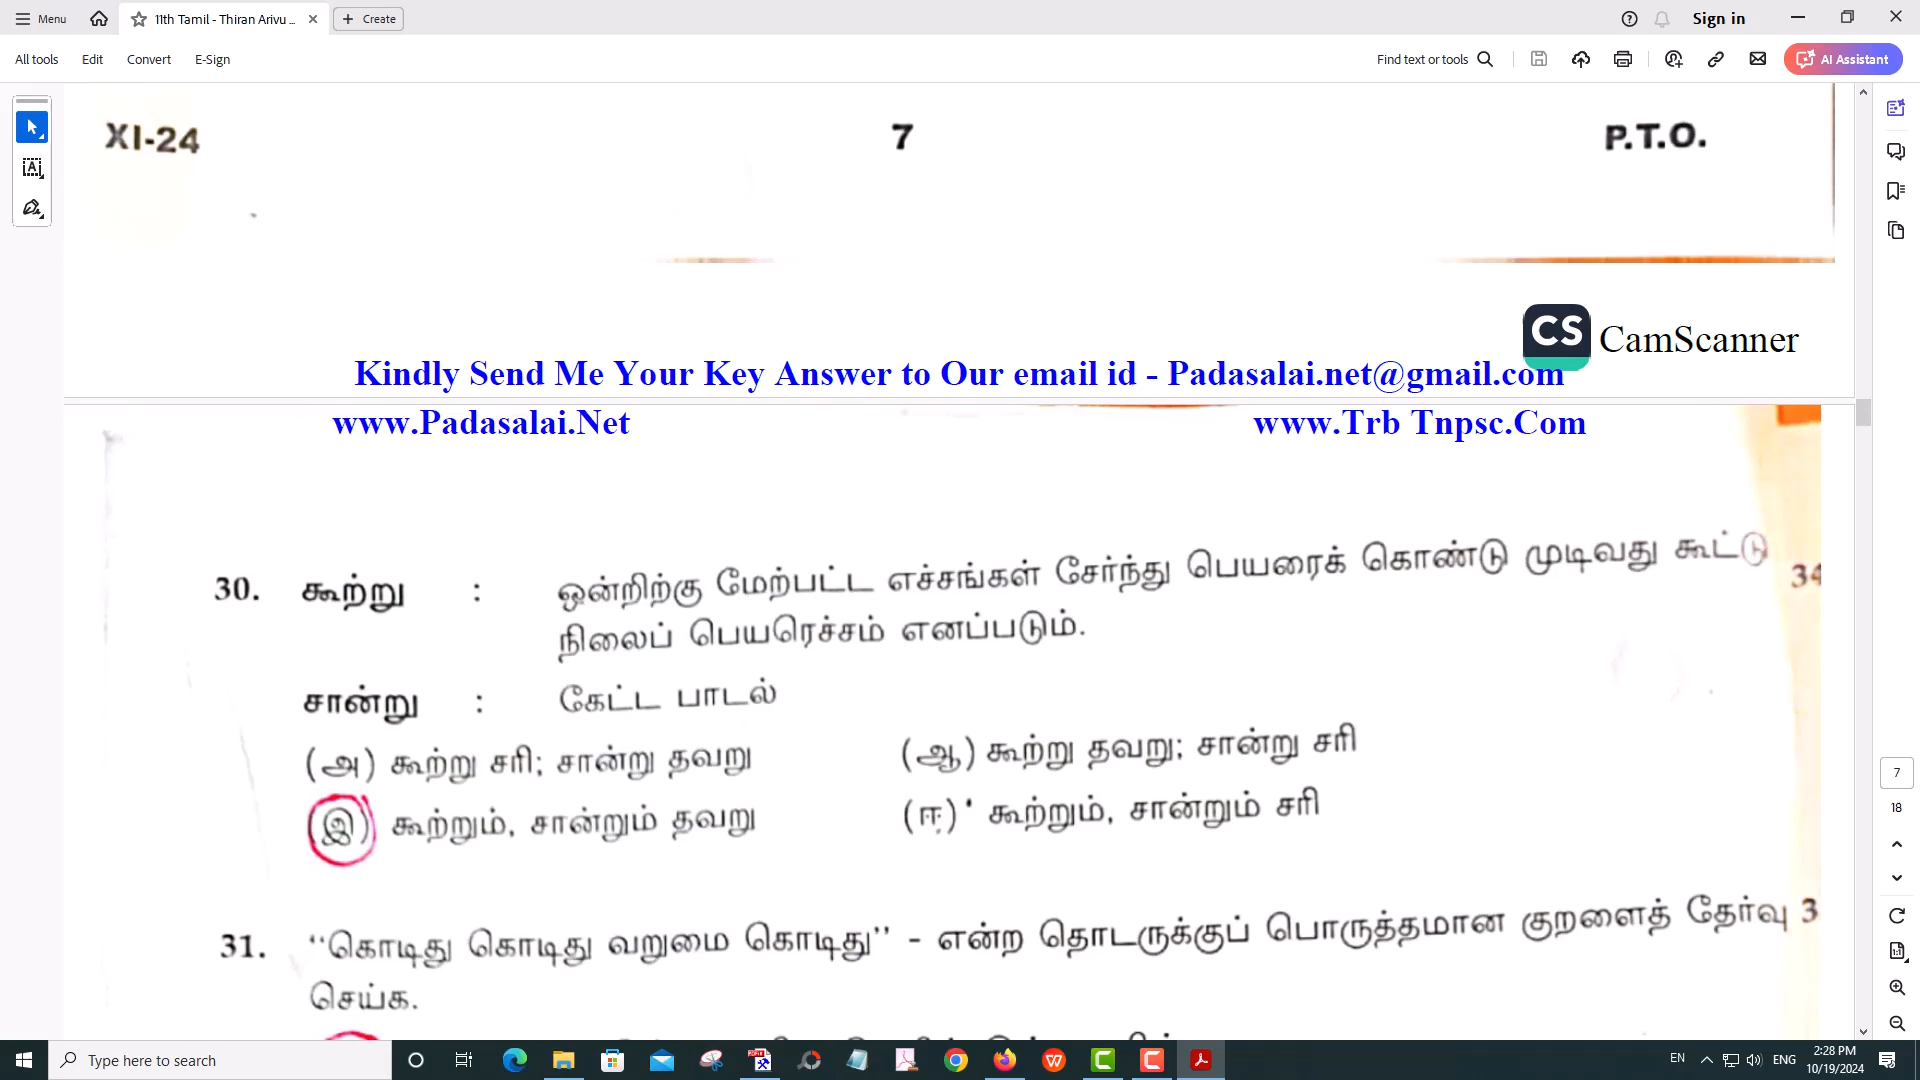 Menu
11th Tamil - Thiran Arivu ...
Create
Sign in
All tools
Edit
Convert
E-Sign
Find text or tools
AI Assistant
XI-24
7
P.T.O.
CS CamScanner
Kindly Send Me Your Key Answer to Our email id - Padasalai.net@gmail.com
www.Padasalai.Net
www.Trb Tnpsc.Com
30. கூற்று : ஒன்றிற்கு மேற்பட்ட எச்சங்கள் சேர்ந்து பெயரைக் கொண்டு முடிவது கூட்டு
34
நிலைப் பெயரெச்சம் எனப்படும்.
சான்று : கேட்ட பாடல்
(அ) கூற்று சரி; சான்று தவறு
(ஆ) கூற்று தவறு; சான்று சரி
(இ) கூற்றும், சான்றும் தவறு
(ஈ) கூற்றும், சான்றும் சரி
31. "கொடிது கொடிது வறுமை கொடிது" - என்ற தொடருக்குப் பொருத்தமான குறளைத் தேர்வு 3
செய்க.
7
18
Type here to search
EN
ENG
2:28 PM
10/19/2024